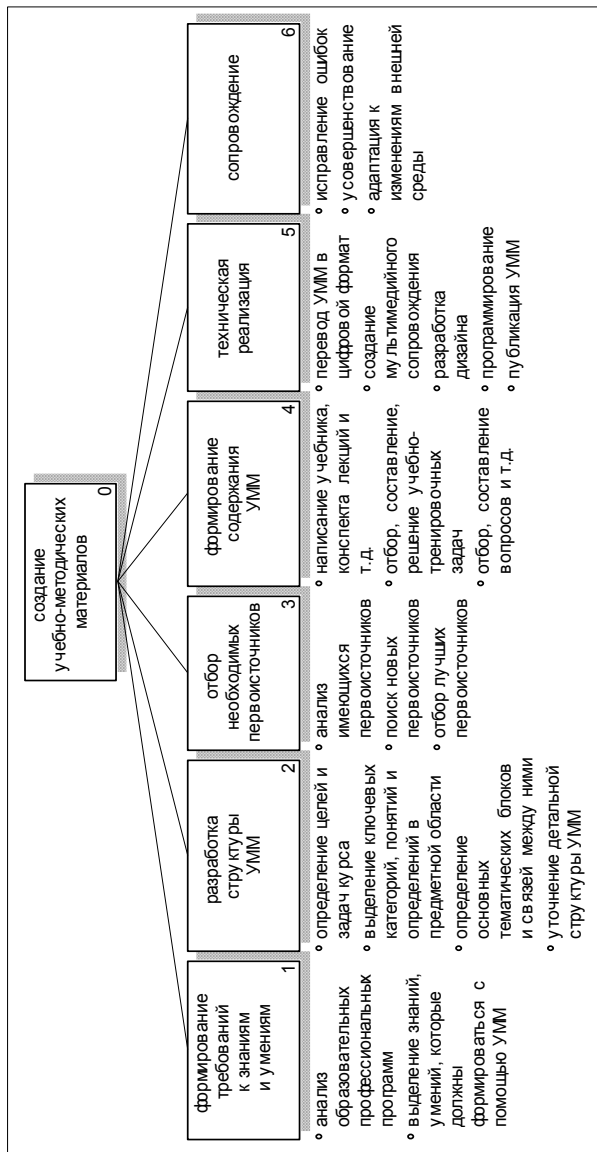 создание
учебно-методических
материалов
0
формирование
требований
к знаниям
и умениям
1
° анализ
образовательных
профессиональных
программ
° выделение знаний,
умений, которые
должны
формироваться с
помощью УММ
разработка
структуры
УММ
2
° определение целей и
задач курса
° выделение ключевых
категорий, понятий и
определений в
предметной области
° определение
основных
тематических блоков
и связей между ними
° уточнение детальной
структуры УММ
отбор
необходимых
первоисточников
3
° анализ
имеющихся
первоисточников
° поиск новых
первоисточников
° отбор лучших
первоисточников
формирование
содержания
УММ
4
° написание учебника,
конспекта лекций и
т.д.
° отбор, составление,
решение учебно-
тренировочных
задач
° отбор, составление
вопросов и т.д.
техническая
реализация
5
° перевод УММ в
цифровой формат
° создание
мультимедийного
сопровождения
° разработка
дизайна
° программирование
° публикация УММ
сопровождение
6
° исправление ошибок
° усовершенствование
° адаптация к
изменениям внешней
среды